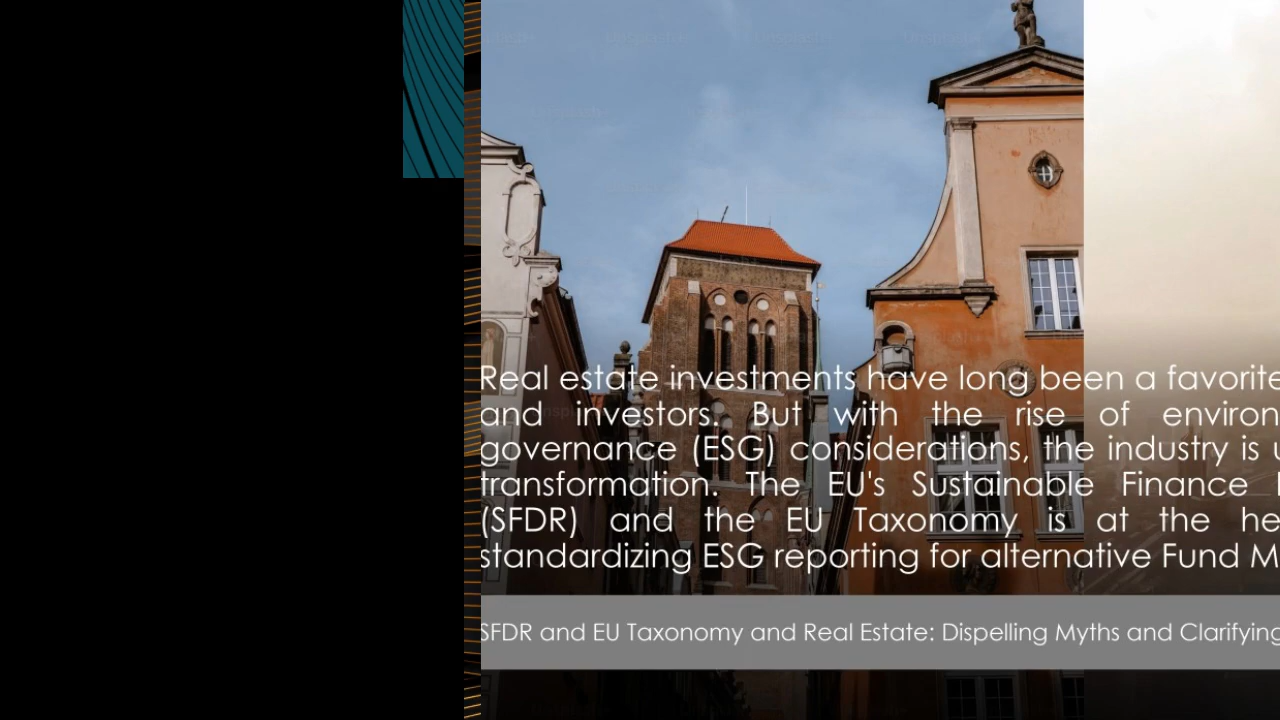 Real estate investments have long been a favorite
and investors. But with the rise of environ
governance (ESG) considerations, the industry is u
transformation. The EU's Sustainable Finance
(SFDR) and the EU Taxonomy is at the he
standardizing ESG reporting for alternative Fund M
SFDR and EU Taxonomy and Real Estate: Dispelling Myths and Clarifying